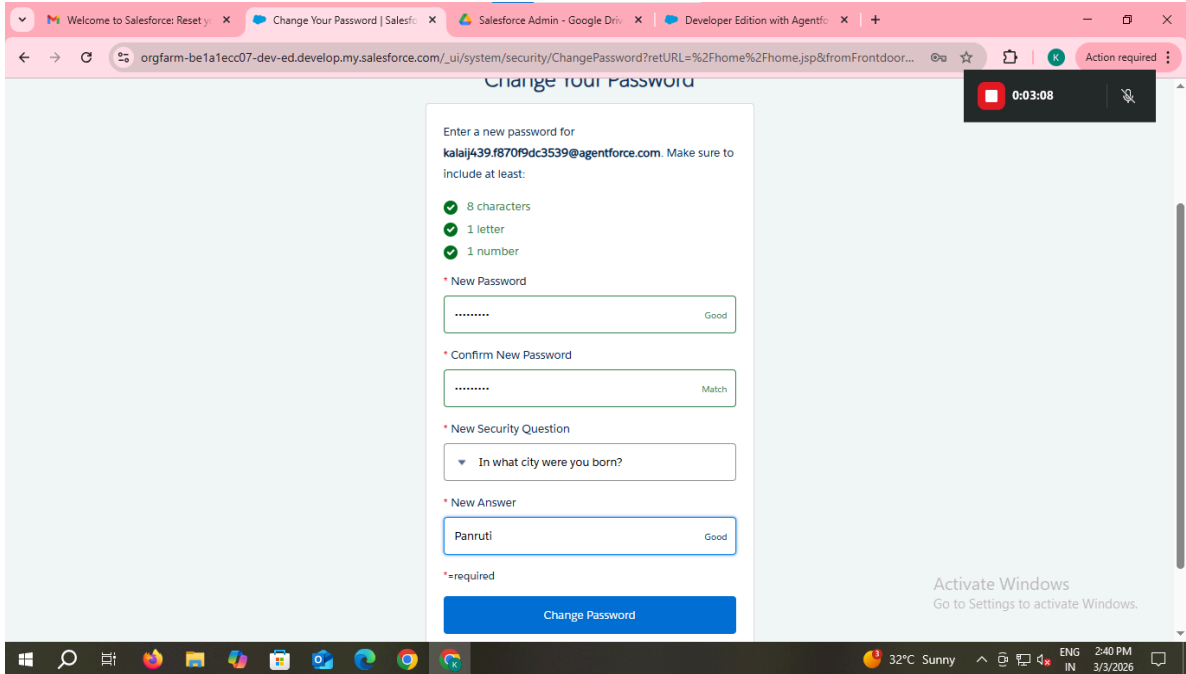 Welcome to Salesforce: Reset yo
Change Your Password | Salesfo
Salesforce Admin - Google Driv
Developer Edition with Agentfo
orgfarm-be1a1ecc07-dev-ed.develop.my.salesforce.com/_ui/system/security/ChangePassword?retURL=%2Fhome%2Fhome.jsp&fromFrontdoor...
K
Action required
0:03:08
Change Your Password
Enter a new password for
kalaij439.f870f9dc3539@agentforce.com. Make sure to
include at least:
8 characters
1 letter
1 number
* New Password
Good
* Confirm New Password
Match
* New Security Question
In what city were you born?
* New Answer
Panruti
Good
*=required
Change Password
Activate Windows
Go to Settings to activate Windows.
3
32°C Sunny
ENG
IN
2:40 PM
3/3/2026